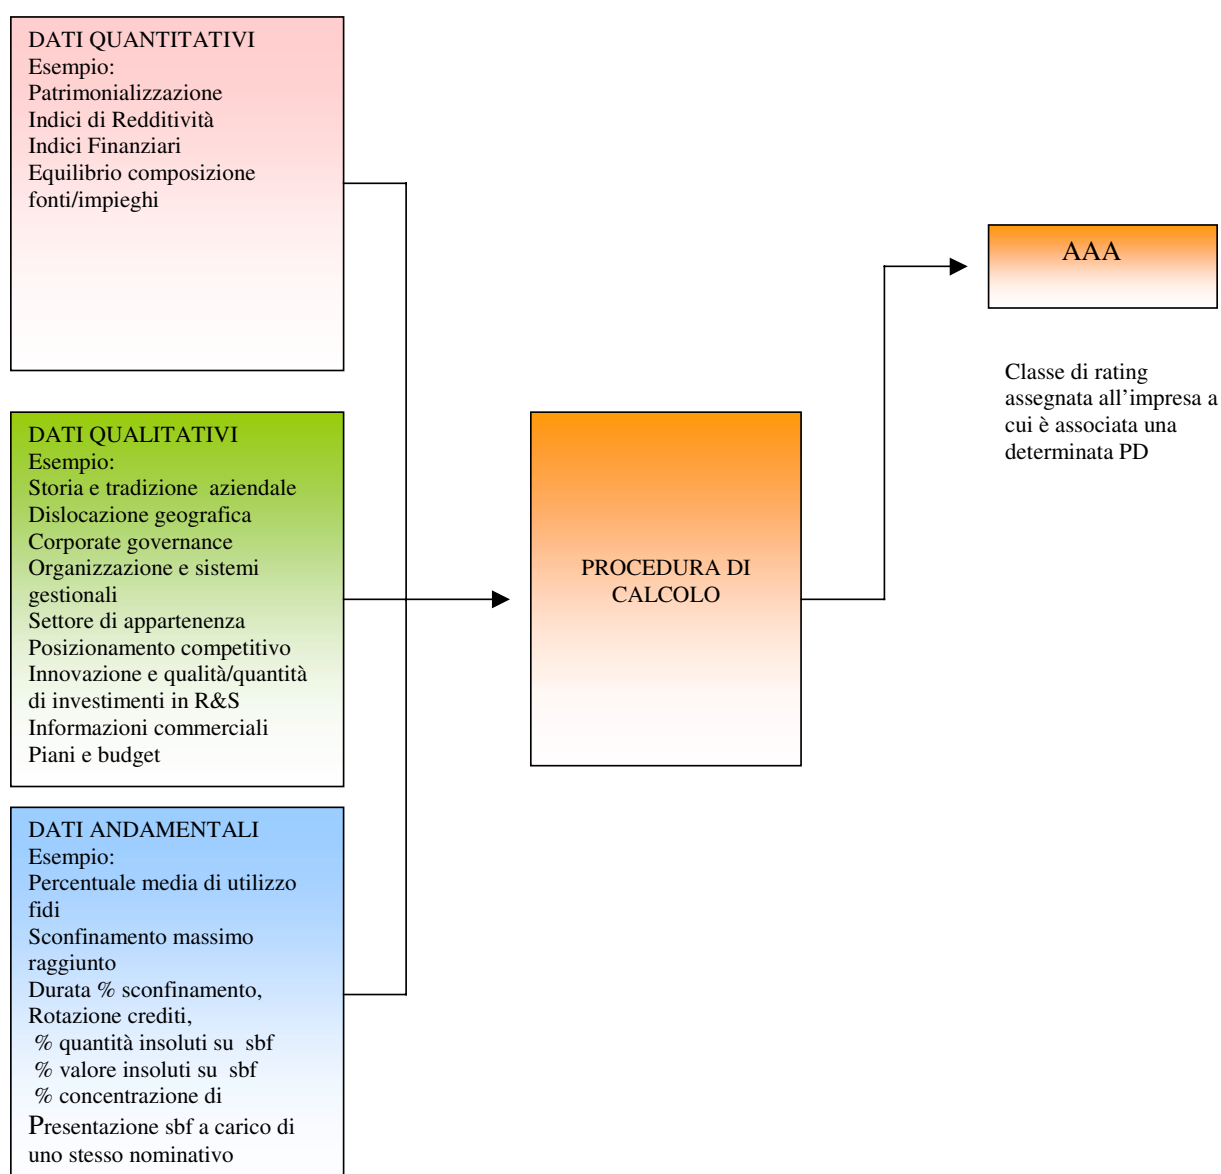 DATI QUANTITATIVI
Esempio:
Patrimonializzazione
Indici di Redditività
Indici Finanziari
Equilibrio composizione
fonti/impieghi
DATI QUALITATIVI
Esempio:
Storia e tradizione aziendale
Dislocazione geografica
Corporate governance
Organizzazione e sistemi
gestionali
Settore di appartenenza
Posizionamento competitivo
Innovazione e qualità/quantità
di investimenti in R&S
Informazioni commerciali
Piani e budget
DATI ANDAMENTALI
Esempio:
Percentuale media di utilizzo
fidi
Sconfinamento massimo
raggiunto
Durata % sconfinamento,
Rotazione crediti,
% quantità insoluti su sbf
% valore insoluti su sbf
% concentrazione di
Presentazione sbf a carico di
uno stesso nominativo
PROCEDURA DI
CALCOLO
AAA
Classe di rating
assegnata all’impresa a
cui è associata una
determinata PD